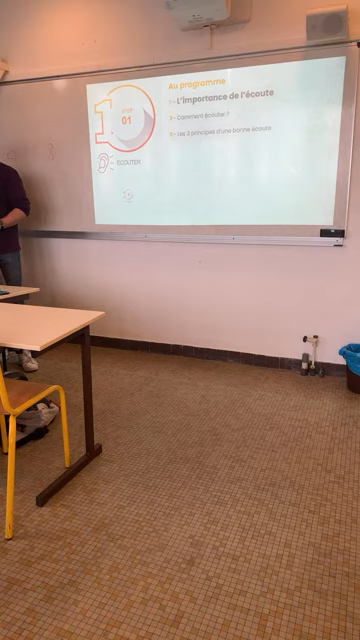 Au programme
1- L'importance de l'écoute
2- Comment écouter ?
3- Les 3 principes d'une bonne écoute
01
ÉCOUTER